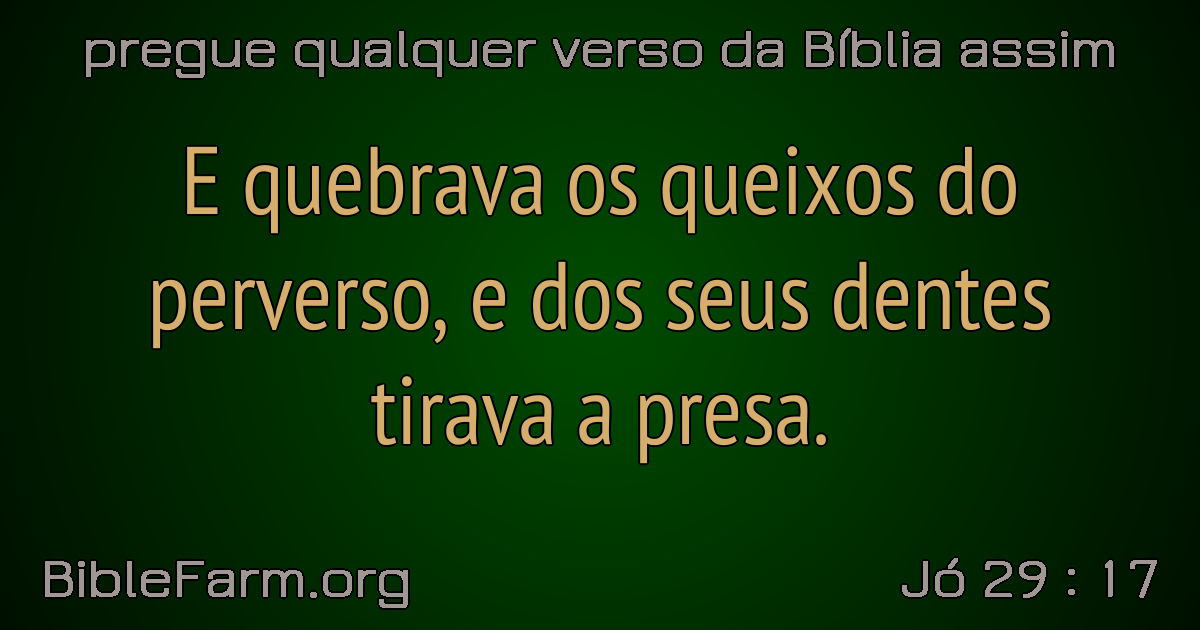 pregue qualquer verso da Bíblia assim
E quebrava os queixos do
perverso, e dos seus dentes
tirava a presa.
BibleFarm.org
Jó 29 : 17